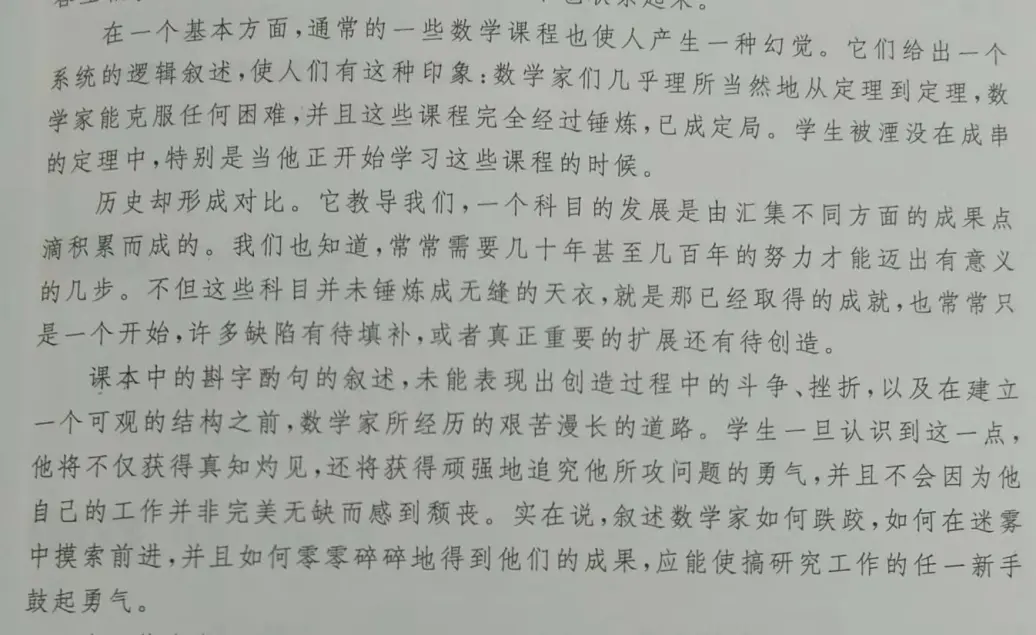 在一个基本方面,通常的一些数学课程也使人产生一种幻觉。它们给出一个
系统的逻辑叙述,使人们有这种印象:数学家们几乎理所当然地从定理到定理,数
学家能克服任何困难,并且这些课程完全经过锤炼,已成定局。学生被湮没在成串
的定理中,特别是当他正开始学习这些课程的时候。
历史却形成对比。它教导我们,一个科目的发展是由汇集不同方面的成果点
滴积累而成的。我们也知道,常常需要几十年甚至几百年的努力才能迈出有意义
的几步。不但这些科目并未锤炼成无缝的天衣,就是那已经取得的成就,也常常只
是一个开始,许多缺陷有待填补,或者真正重要的扩展还有待创造。
课本中的斟字酌句的叙述,未能表现出创造过程中的斗争、挫折,以及在建立
一个可观的结构之前,数学家所经历的艰苦漫长的道路。学生一旦认识到这一点,
他将不仅获得真知灼见,还将获得顽强地追究他所攻问题的勇气,并且不会因为他
自己的工作并非完美无缺而感到颓丧。实在说,叙述数学家如何跌跤,如何在迷雾
中摸索前进,并且如何零零碎碎地得到他们的成果,应能使搞研究工作的任一新手
鼓起勇气。